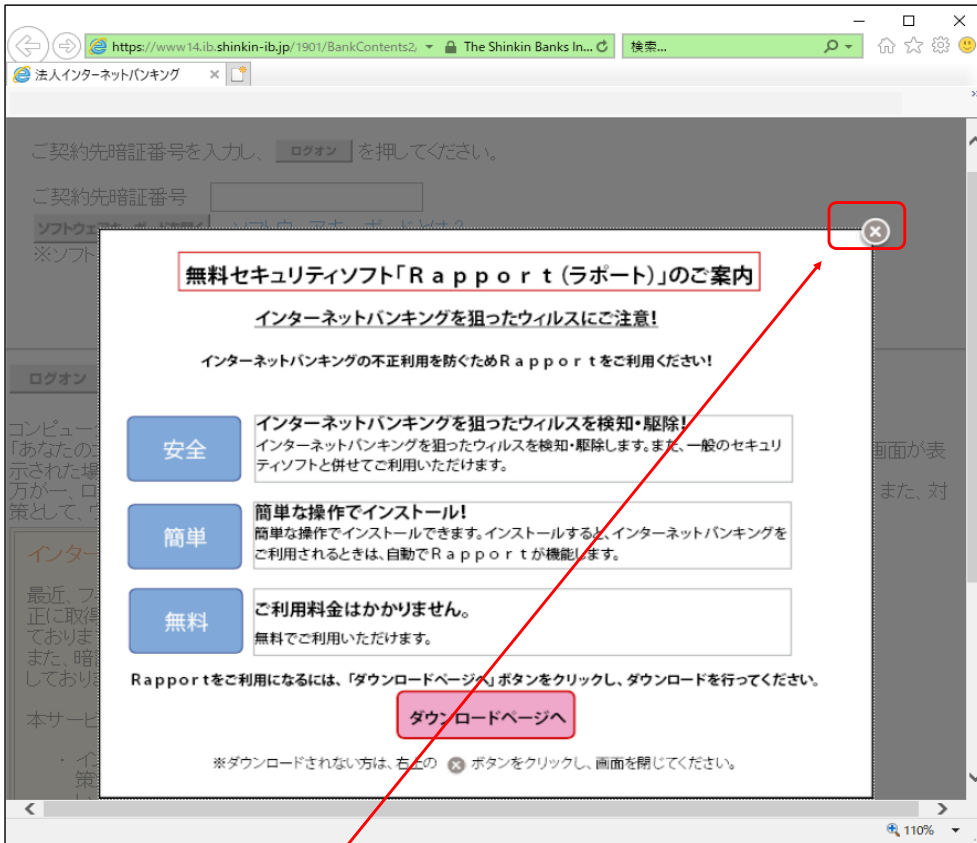 https://www14.ib.shinkin-ib.jp/1901/BankContents2/
The Shinkin Banks In...
検索...
法人インターネットバンキング
ご契約先暗証番号を入力し、 ログオン を押してください。
ご契約先暗証番号
※ソフト
無料セキュリティソフト「Rapport(ラポート)」のご案内
インターネットバンキングを狙ったウィルスにご注意!
インターネットバンキングの不正利用を防ぐためRapportをご利用ください!
ログオン
コンピュー
「あなたの
画面が表
示された場
万が一、ロ
また、対
策として、ウ
安全
インターネットバンキングを狙ったウィルスを検知・駆除!
インターネットバンキングを狙ったウィルスを検知・駆除します。また、一般のセキュリ
ティソフトと併せてご利用いただけます。
簡単
簡単な操作でインストール!
簡単な操作でインストールできます。インストールすると、インターネットバンキングを
ご利用されるときは、自動でRapportが機能します。
インター
最近、フ
正に取得
ておりま
また、暗
しており
無料
ご利用料金はかかりません。
無料でご利用いただけます。
Rapportをご利用になるには、「ダウンロードページへ」ボタンをクリックし、ダウンロードを行ってください。
本サービ
ダウンロードページへ
※ダウンロードされない方は、右上の ⊗ ボタンをクリックし、画面を閉じてください。
・イン
策
110%